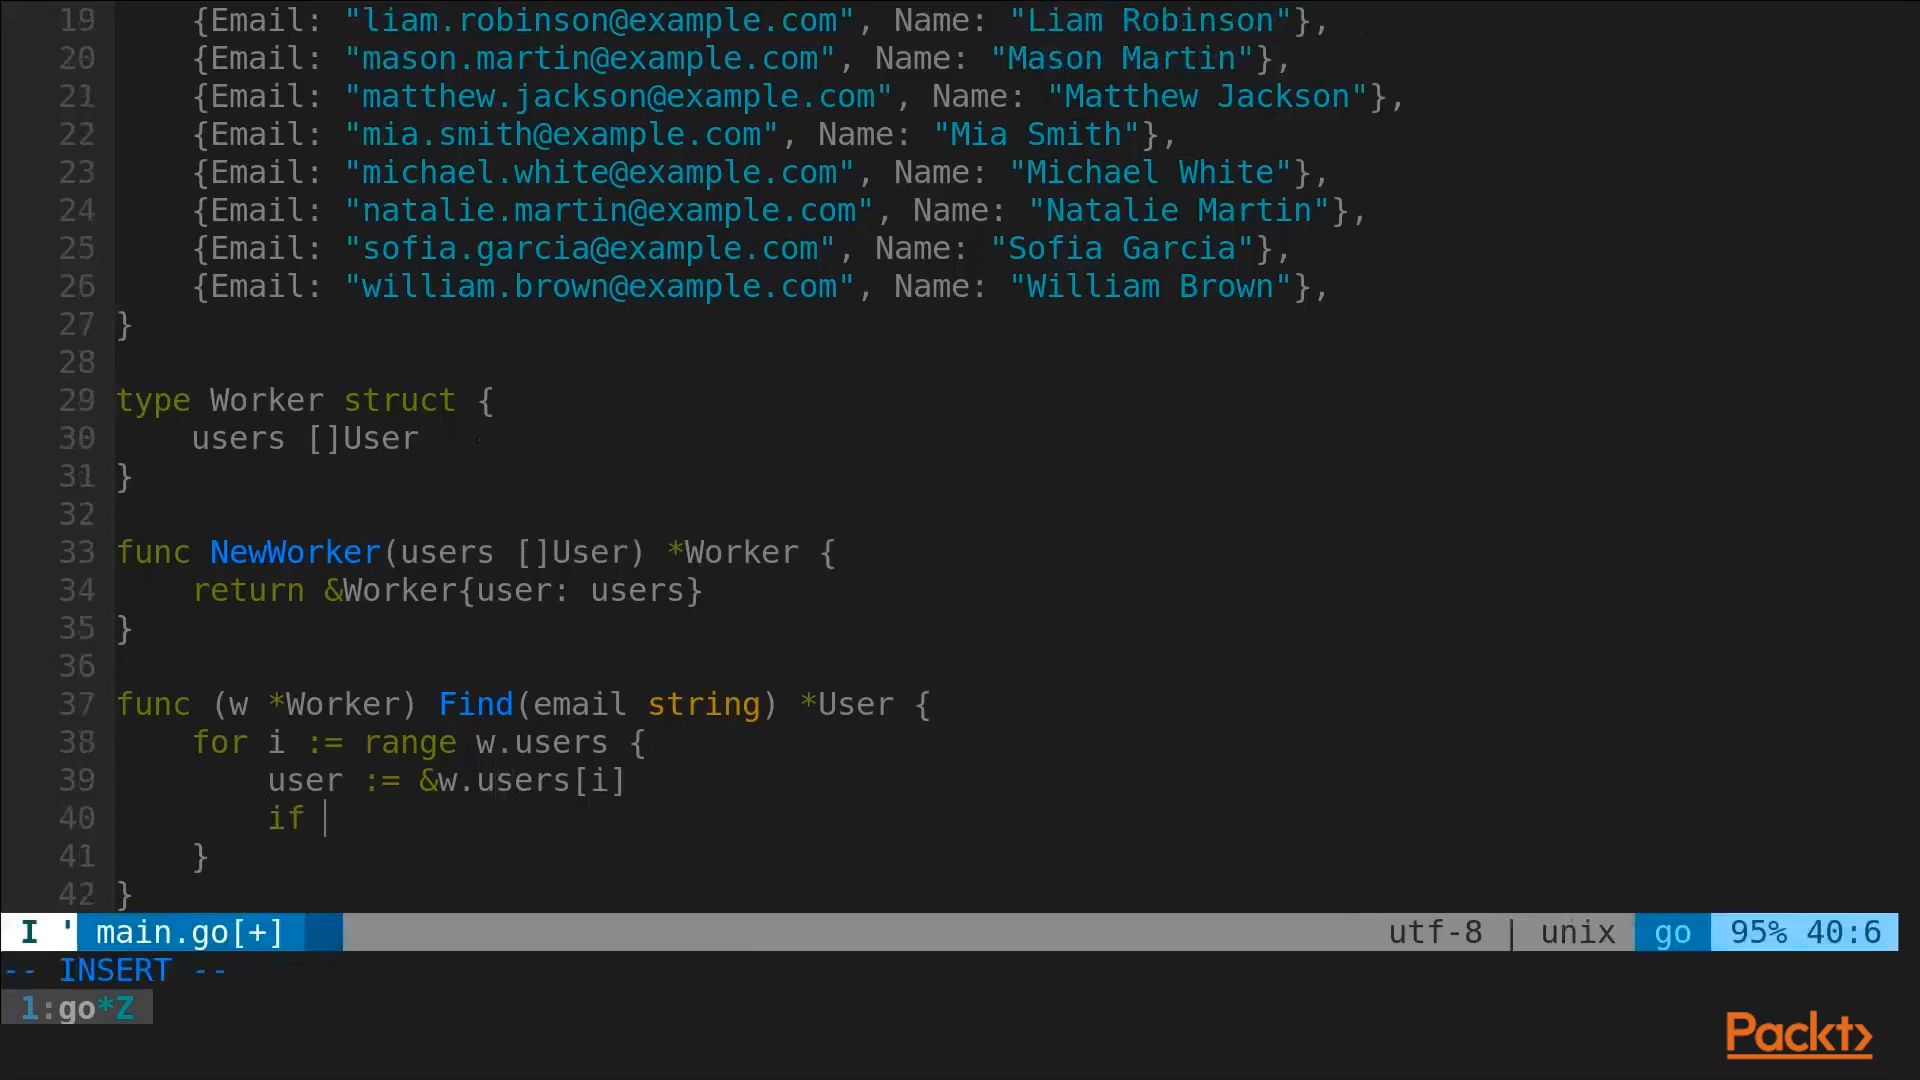 19 {Email: "liam.robinson@example.com", Name: "Liam Robinson"},
20 {Email: "mason.martin@example.com", Name: "Mason Martin"},
21 {Email: "matthew.jackson@example.com", Name: "Matthew Jackson"},
22 {Email: "mia.smith@example.com", Name: "Mia Smith"},
23 {Email: "michael.white@example.com", Name: "Michael White"},
24 {Email: "natalie.martin@example.com", Name: "Natalie Martin"},
25 {Email: "sofia.garcia@example.com", Name: "Sofia Garcia"},
26 {Email: "william.brown@example.com", Name: "William Brown"},
27 }
28
29 type Worker struct {
30 users []User
31 }
32
33 func NewWorker(users []User) *Worker {
34 return &Worker{user: users}
35 }
36
37 func (w *Worker) Find(email string) *User {
38 for i := range w.users {
39 user := &w.users[i]
40 if
41 }
42 }
I ' main.go[+] utf-8 | unix go 95% 40:6
-- INSERT --
1:go*Z
Packt>